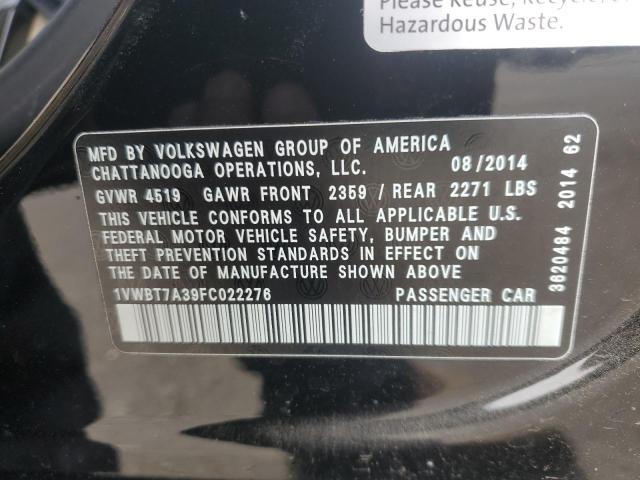 Please Reuse, Recycle,
Hazardous Waste.
MFD BY VOLKSWAGEN GROUP OF AMERICA
CHATTANOOGA OPERATIONS, LLC. 08/2014
GVWR 4519 GAWR FRONT 2359 / REAR 2271 LBS
THIS VEHICLE CONFORMS TO ALL APPLICABLE U.S.
FEDERAL MOTOR VEHICLE SAFETY, BUMPER AND
THEFT PREVENTION STANDARDS IN EFFECT ON
THE DATE OF MANUFACTURE SHOWN ABOVE
1VWBT7A39FC022276 PASSENGER CAR
3620484 2014 62